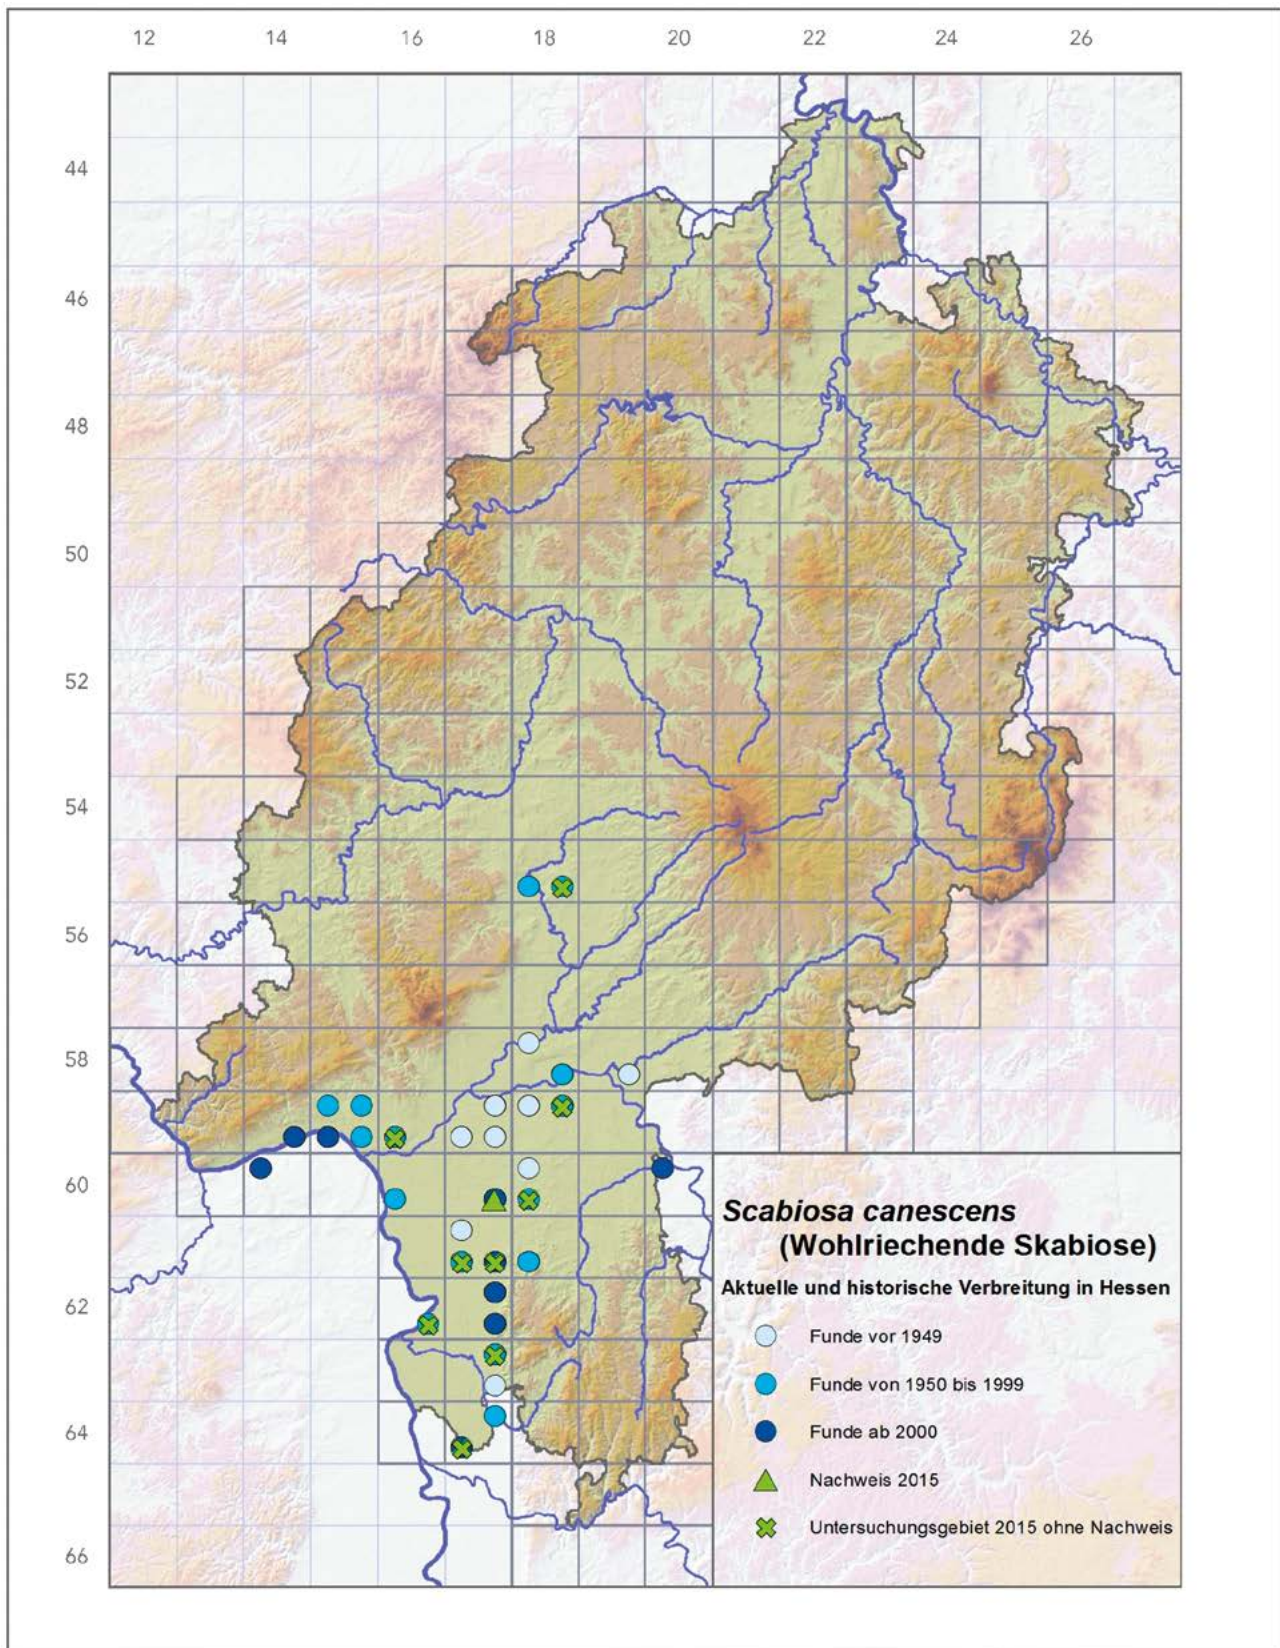 12 14 16 18 20 22 24 26
44
46
48
50
52
54
56
58
60
62
64
66
Scabiosa canescens
(Wohlriechende Skabiose)
Aktuelle und historische Verbreitung in Hessen
Funde vor 1949
Funde von 1950 bis 1999
Funde ab 2000
Nachweis 2015
Untersuchungsgebiet 2015 ohne Nachweis